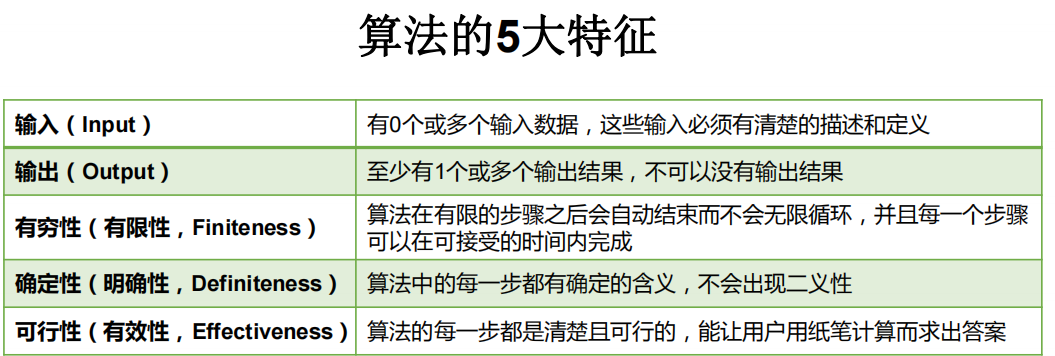 算法的5大特征
输入（Input）
有0个或多个输入数据，这些输入必须有清楚的描述和定义
输出（Output）
至少有1个或多个输出结果，不可以没有输出结果
有穷性（有限性，Finiteness）
算法在有限的步骤之后会自动结束而不会无限循环，并且每一个步骤
可以在可接受的时间内完成
确定性（明确性，Definiteness）
算法中的每一步都有确定的含义，不会出现二义性
可行性（有效性，Effectiveness）
算法的每一步都是清楚且可行的，能让用户用纸笔计算而求出答案